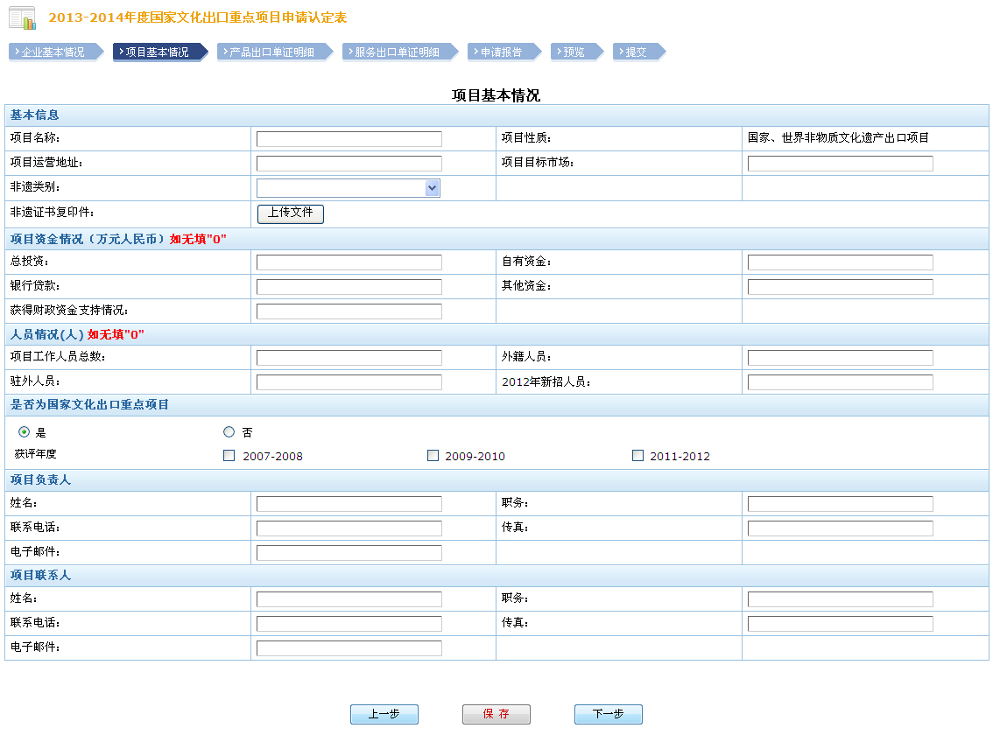 2013-2014年度国家文化出口重点项目申请认定表
企业基本情况 项目基本情况 产品出口单证明细 服务出口单证明细 申请报告 预览 提交
项目基本情况
基本信息
项目名称： 项目性质： 国家、世界非物质文化遗产出口项目
项目运营地址： 项目目标市场：
非遗类别：
非遗证书复印件： 上传文件
项目资金情况（万元人民币）如无填"0"
总投资： 自有资金：
银行贷款： 其他资金：
获得财政资金支持情况：
人员情况(人) 如无填"0"
项目工作人员总数： 外籍人员：
驻外人员： 2012年新招人员：
是否为国家文化出口重点项目
是 否
获评年度 2007-2008 2009-2010 2011-2012
项目负责人
姓名： 职务：
联系电话： 传真：
电子邮件：
项目联系人
姓名： 职务：
联系电话： 传真：
电子邮件：
上一步 保 存 下一步